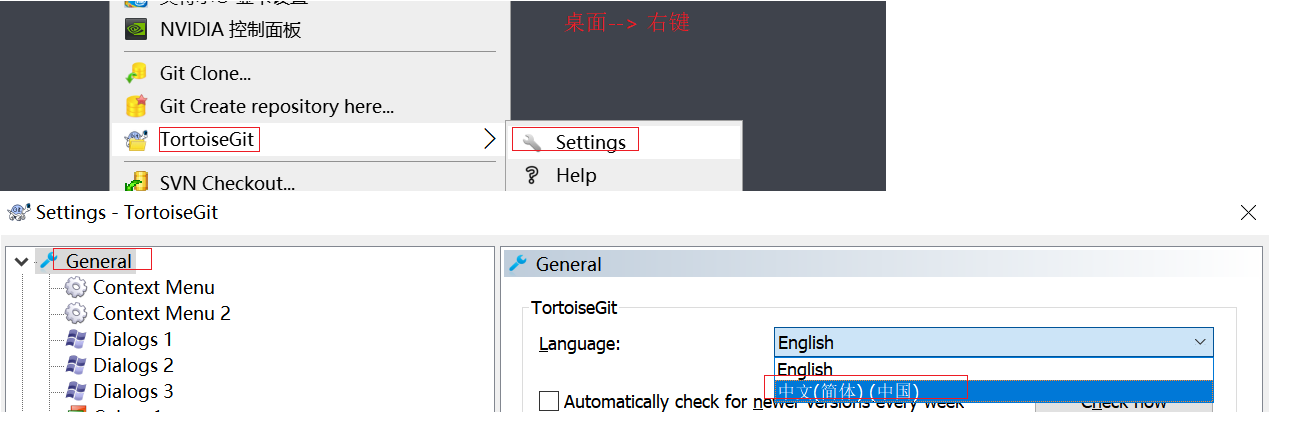 桌面--> 右键
NVIDIA 控制面板
Git Clone...
Git Create repository here...
TortoiseGit
Settings
Help
SVN Checkout...
Settings - TortoiseGit
General
Context Menu
Context Menu 2
Dialogs 1
Dialogs 2
Dialogs 3
General
TortoiseGit
Language:
English
English
中文(简体) (中国)
Automatically check for newer versions every week
Check now